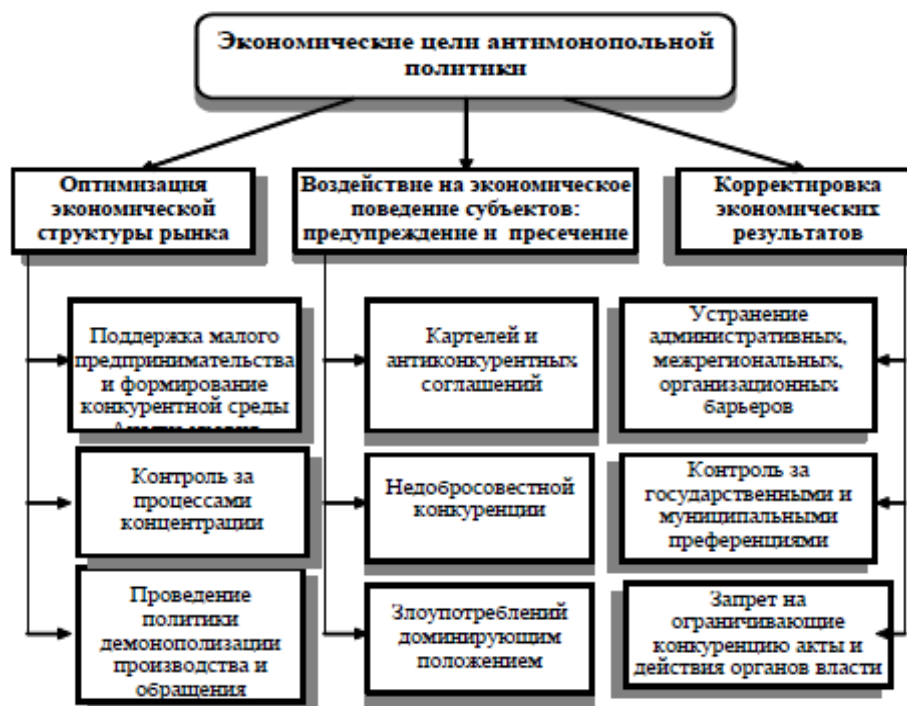 Экономические цели антимонопольной
политики
Оптимизация
экономической
структуры рынка
Воздействие на экономическое
поведение субъектов:
предупреждение и пресечение
Корректировка
экономических
результатов
Поддержка малого
предпринимательства
и формирование
конкурентной среды
Контроль за
процессами
концентрации
Проведение
политики
демонополизации
производства и
обращения
Картелей и
антиконкурентных
соглашений
Недобросовестной
конкуренции
Злоупотреблений
доминирующим
положением
Устранение
административных,
межрегиональных,
организационных
барьеров
Контроль за
государственными и
муниципальными
преференциями
Запрет на
ограничивающие
конкуренцию акты и
действия органов власти